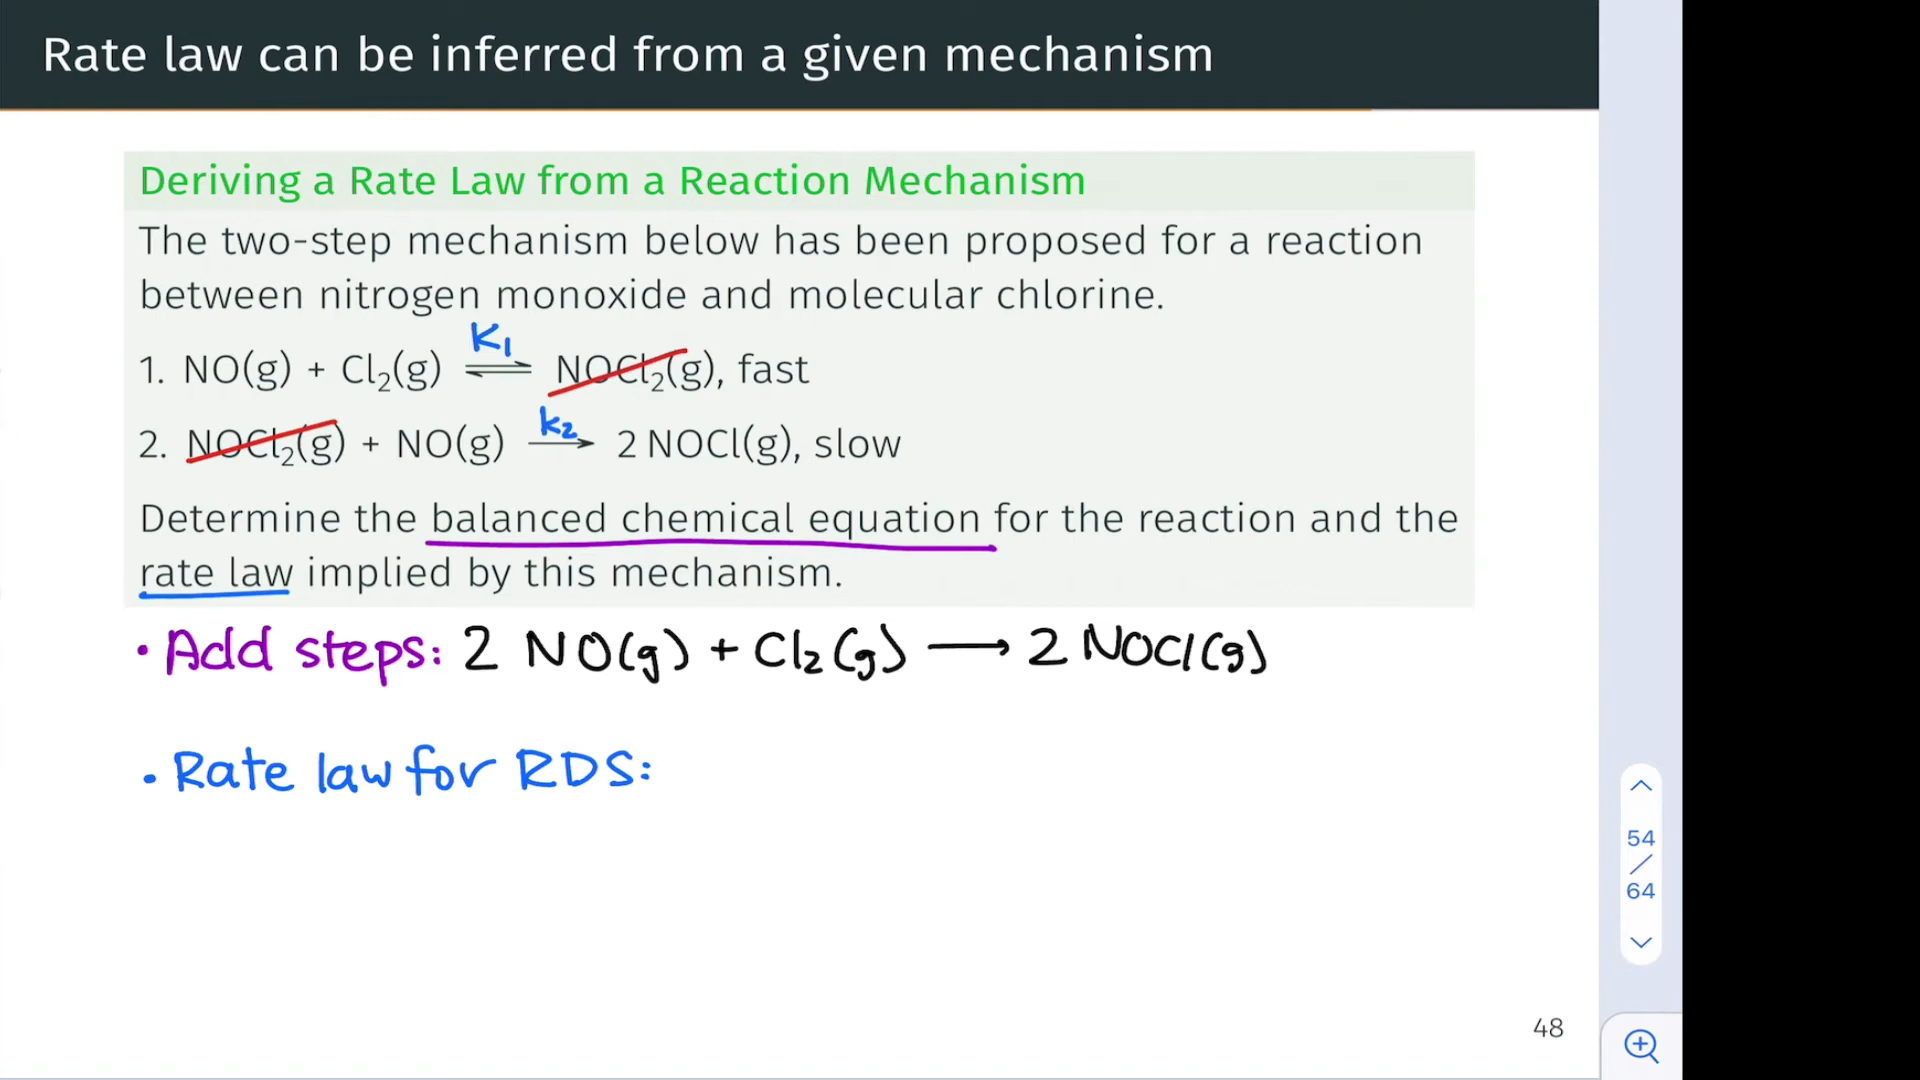 Rate law can be inferred from a given mechanism
Deriving a Rate Law from a Reaction Mechanism
The two-step mechanism below has been proposed for a reaction
between nitrogen monoxide and molecular chlorine.
K₁
1. NO(g) + Cl₂(g) ⇌ NOCl₂(g), fast
k₂
2. NOCl₂(g) + NO(g) → 2 NOCl(g), slow
Determine the balanced chemical equation for the reaction and the
rate law implied by this mechanism.
• Add steps: 2 NO(g) + Cl₂(g) → 2 NOCl(g)
• Rate law for RDS:
54
/
64
48